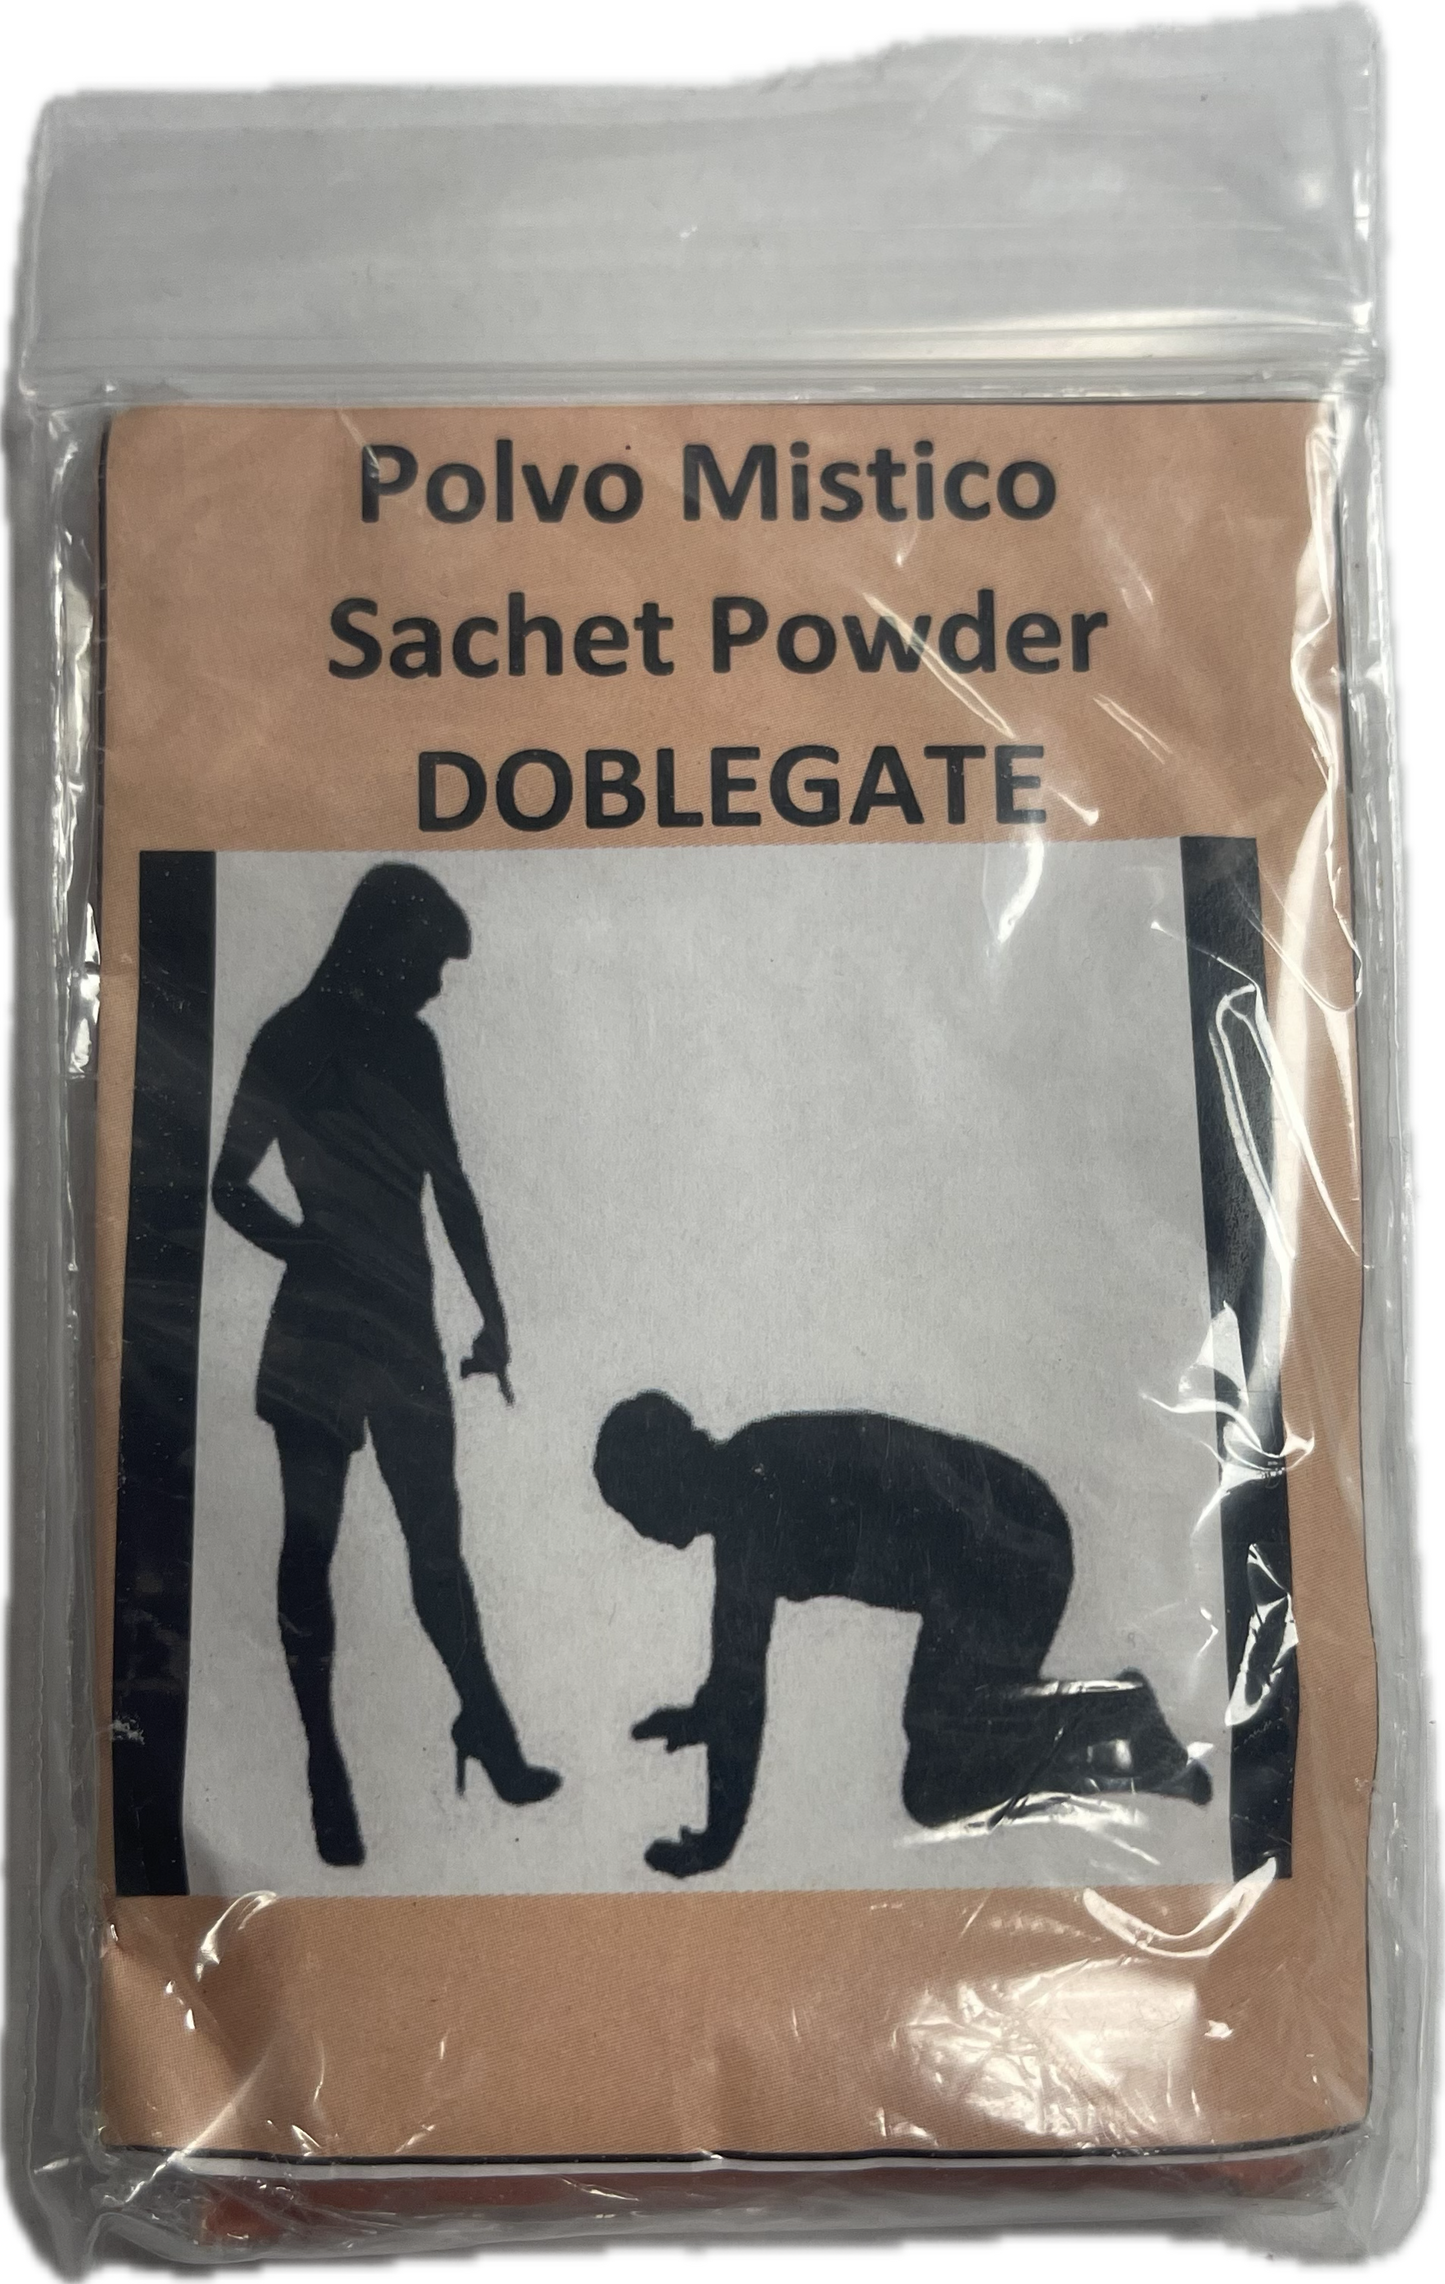 Polvo Mistico
Sachet Powder
DOBLEGATE